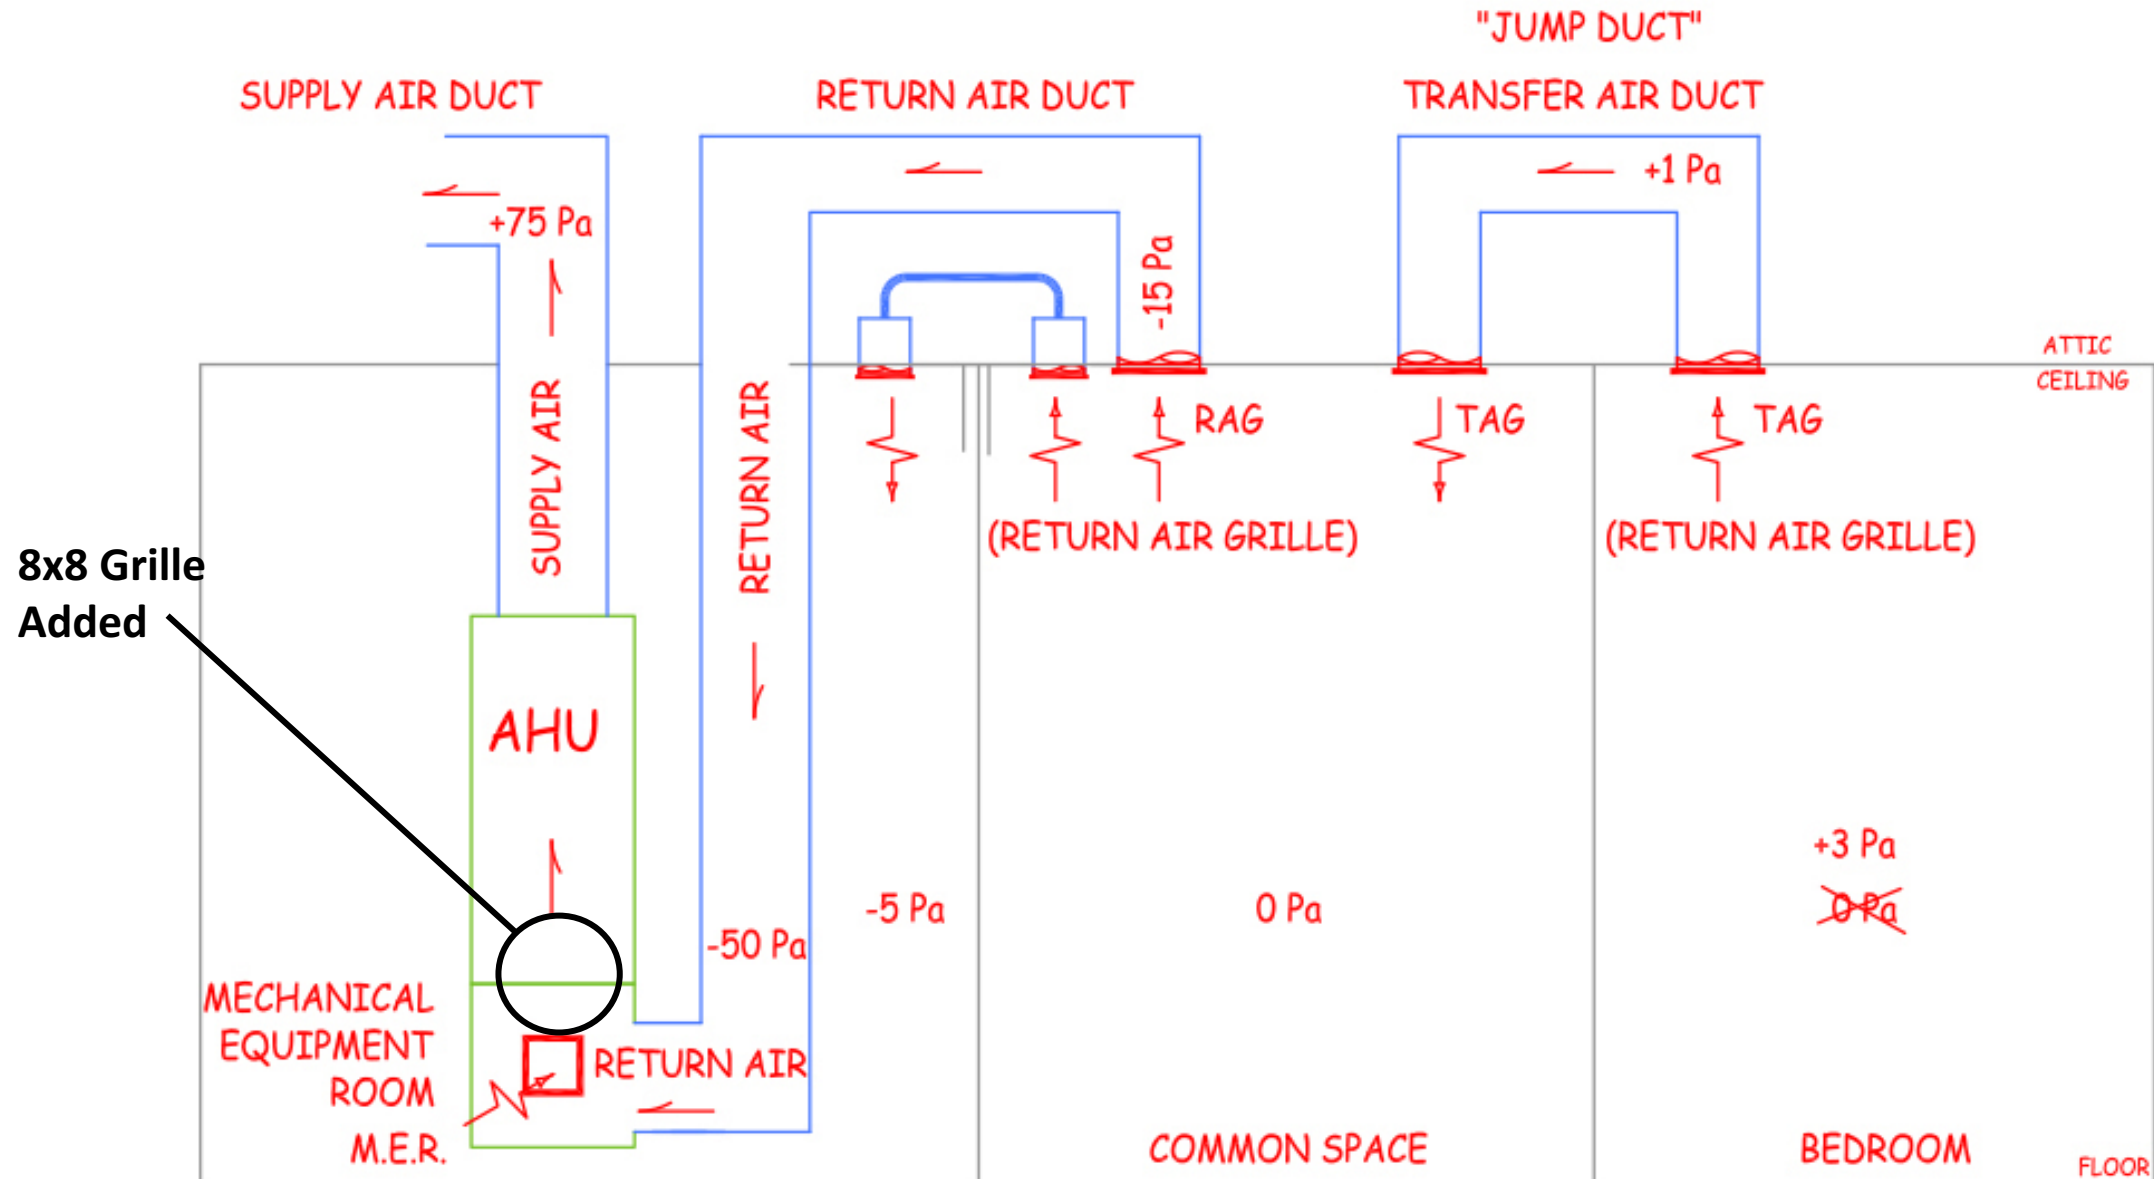 "JUMP DUCT"
SUPPLY AIR DUCT
RETURN AIR DUCT
TRANSFER AIR DUCT
+75 Pa
-15 Pa
+1 Pa
ATTIC
CEILING
SUPPLY AIR
RETURN AIR
RAG
TAG
TAG
(RETURN AIR GRILLE)
(RETURN AIR GRILLE)
8x8 Grille
Added
AHU
+3 Pa
-50 Pa
-5 Pa
0 Pa
0 Pa
MECHANICAL
EQUIPMENT
ROOM
M.E.R.
RETURN AIR
COMMON SPACE
BEDROOM
FLOOR